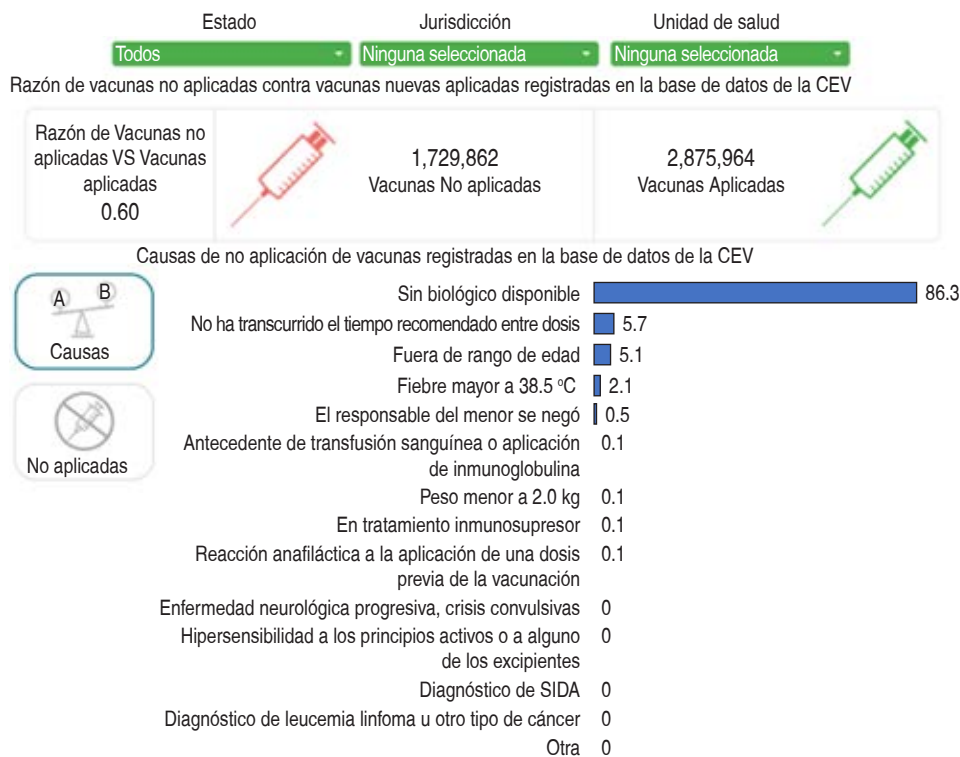 Estado Jurisdicción Unidad de salud
Todos Ninguna seleccionada Ninguna seleccionada
Razón de vacunas no aplicadas contra vacunas nuevas aplicadas registradas en la base de datos de la CEV
Razón de Vacunas no
aplicadas VS Vacunas
aplicadas
0.60
1,729,862
Vacunas No aplicadas
2,875,964
Vacunas Aplicadas
Causas de no aplicación de vacunas registradas en la base de datos de la CEV
A B
Causas
No aplicadas
Sin biológico disponible 86.3
No ha transcurrido el tiempo recomendado entre dosis 5.7
Fuera de rango de edad 5.1
Fiebre mayor a 38.5 ºC 2.1
El responsable del menor se negó 0.5
Antecedente de transfusión sanguínea o aplicación 0.1
de inmunoglobulina
Peso menor a 2.0 kg 0.1
En tratamiento inmunosupresor 0.1
Reacción anafiláctica a la aplicación de una dosis 0.1
previa de la vacunación
Enfermedad neurológica progresiva, crisis convulsivas 0
Hipersensibilidad a los principios activos o a alguno 0
de los excipientes
Diagnóstico de SIDA 0
Diagnóstico de leucemia linfoma u otro tipo de cáncer 0
Otra 0